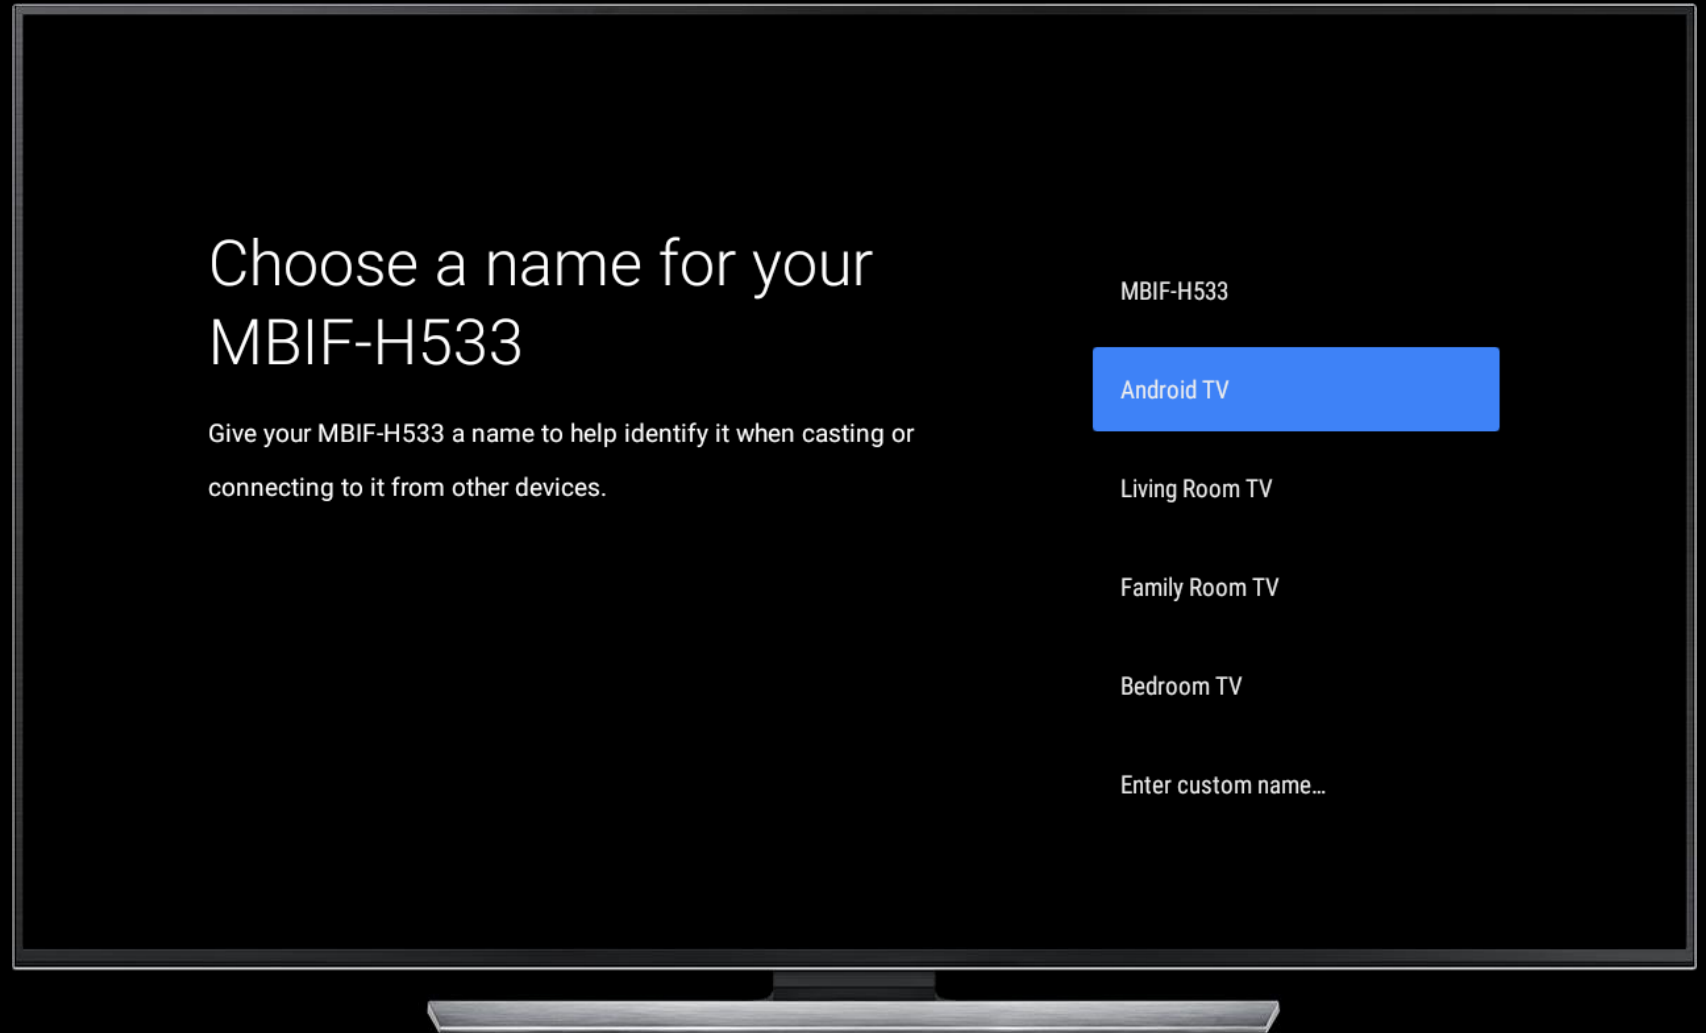 Choose a name for your
MBIF-H533
Give your MBIF-H533 a name to help identify it when casting or
connecting to it from other devices.
MBIF-H533
Android TV
Living Room TV
Family Room TV
Bedroom TV
Enter custom name…